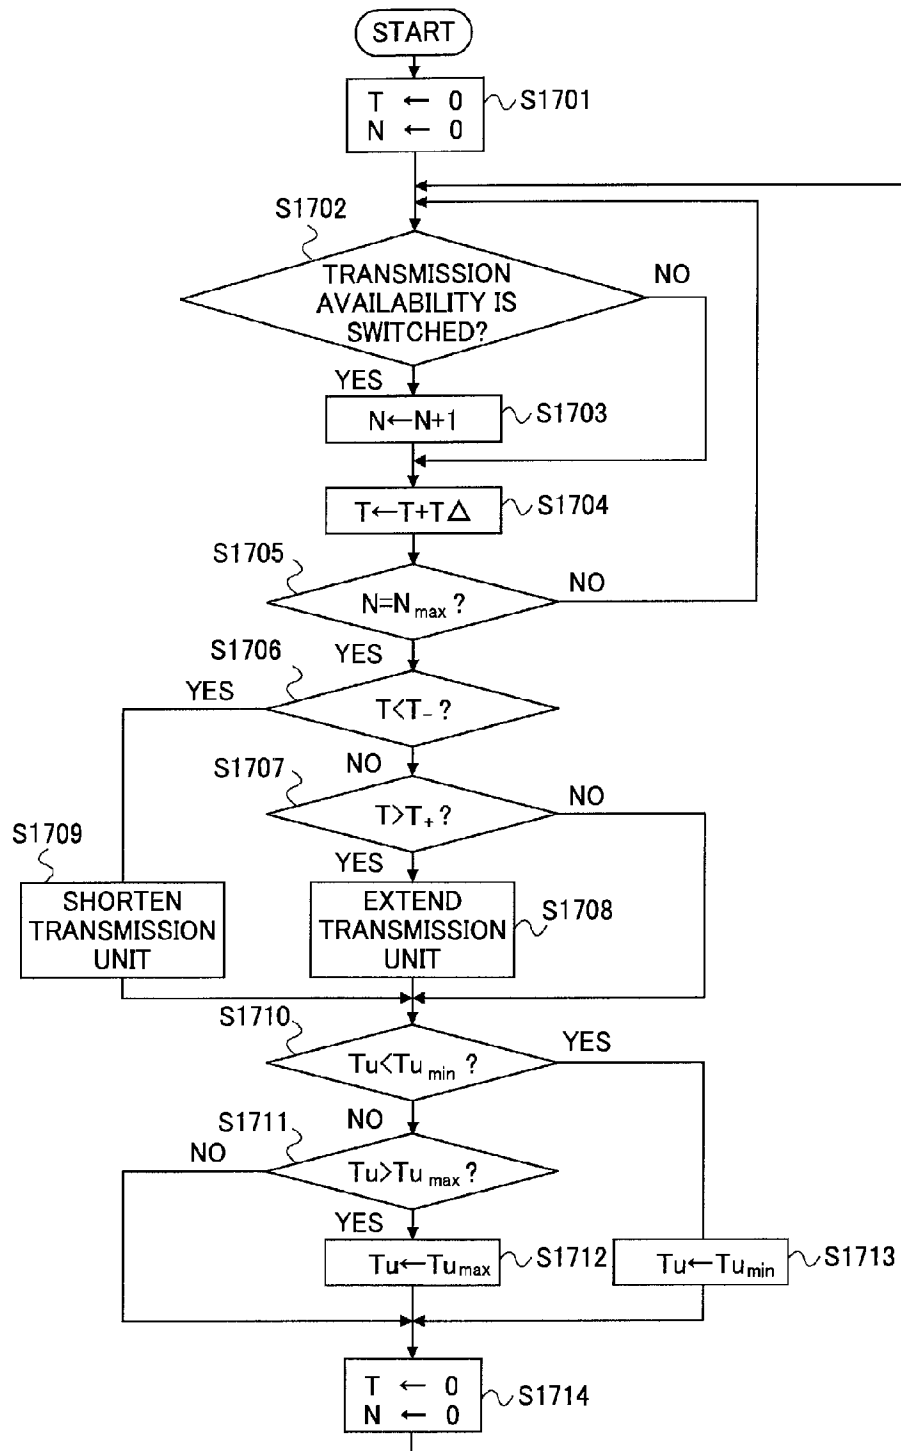 START
T ← 0
N ← 0
S1701
S1702
TRANSMISSION
AVAILABILITY IS
SWITCHED?
NO
YES
N←N+1
S1703
T←T+T△
S1704
S1705
N=Nmax ?
NO
YES
S1706
T<T− ?
YES
NO
S1707
T>T+ ?
NO
YES
S1709
SHORTEN
TRANSMISSION
UNIT
EXTEND
TRANSMISSION
UNIT
S1708
S1710
Tu<Tumin ?
YES
NO
S1711
Tu>Tumax ?
NO
YES
Tu←Tumax
S1712
Tu←Tumin
S1713
T ← 0
N ← 0
S1714